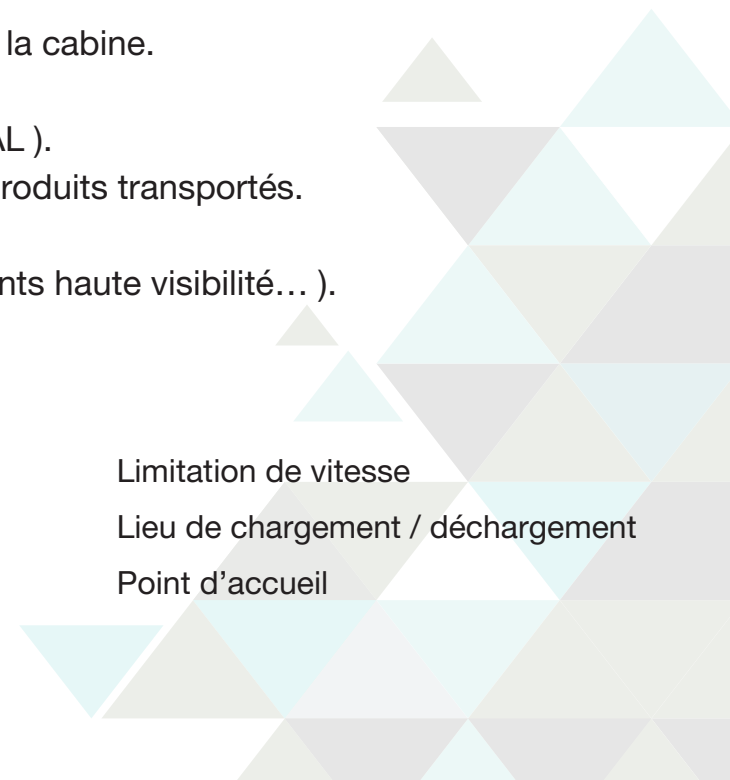 la cabine.
AL ).
roduits transportés.
nts haute visibilité… ).
Limitation de vitesse
Lieu de chargement / déchargement
Point d’accueil